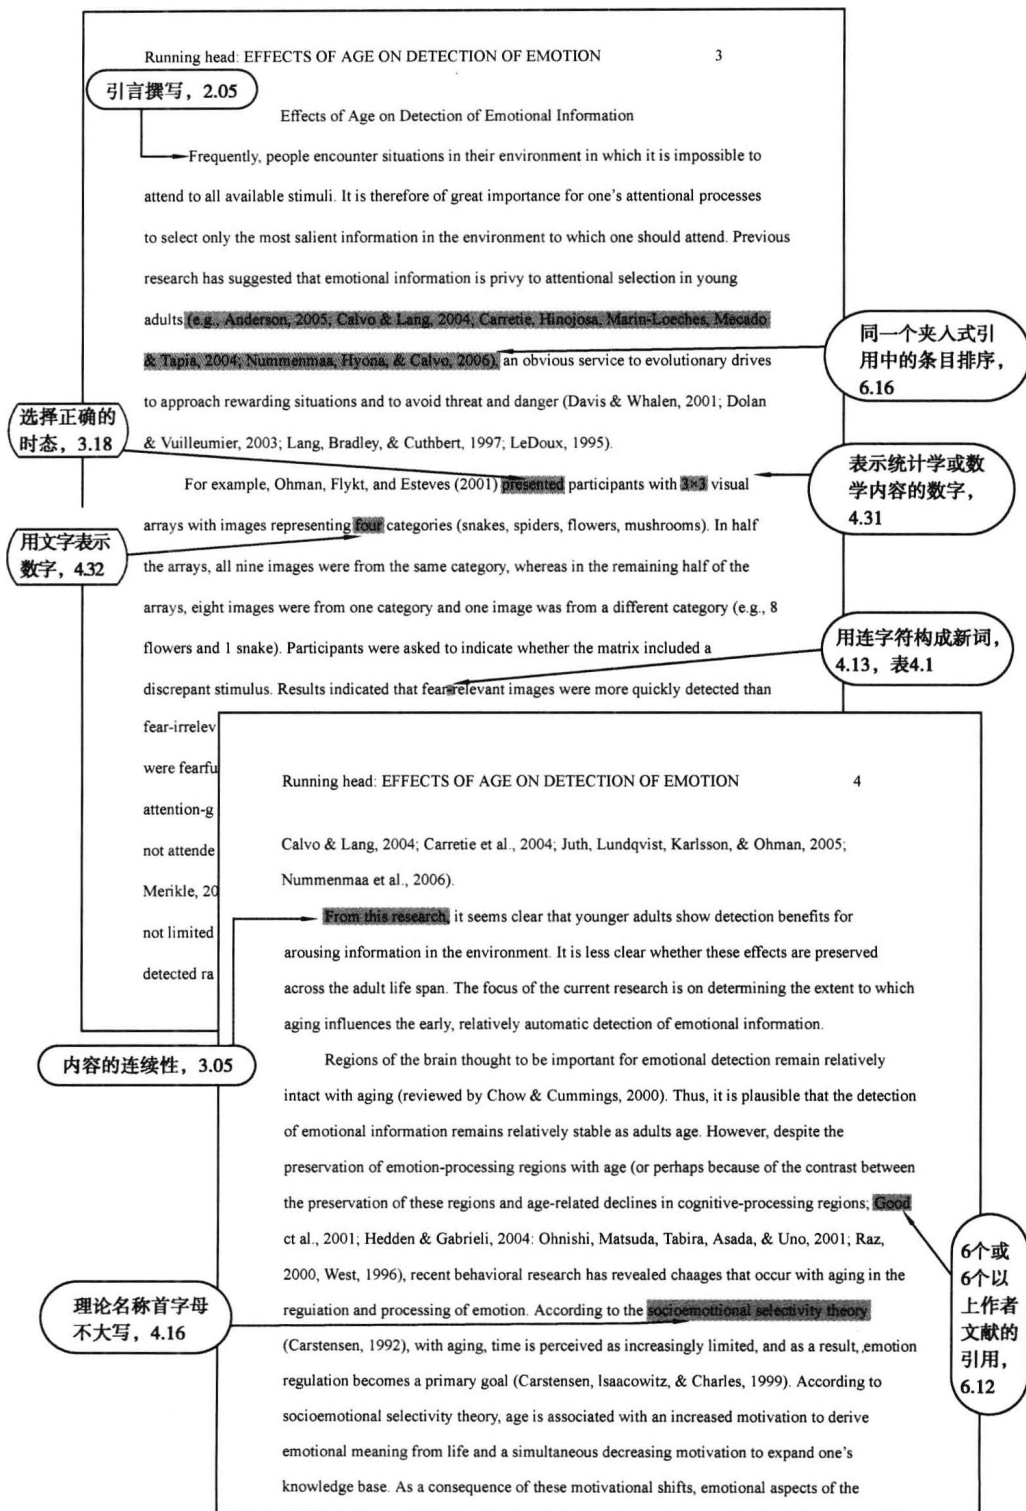 Running head: EFFECTS OF AGE ON DETECTION OF EMOTION 3
引言撰写，2.05
Effects of Age on Detection of Emotional Information
Frequently, people encounter situations in their environment in which it is impossible to
attend to all available stimuli. It is therefore of great importance for one's attentional processes
to select only the most salient information in the environment to which one should attend. Previous
research has suggested that emotional information is privy to attentional selection in young
adults (e.g., Anderson, 2005; Calvo & Lang, 2004; Carretie, Hinojosa, Marin-Loeches, Mecado
& Tapia, 2004; Nummenmaa, Hyona, & Calvo, 2006), an obvious service to evolutionary drives
to approach rewarding situations and to avoid threat and danger (Davis & Whalen, 2001; Dolan
& Vuilleumier, 2003; Lang, Bradley, & Cuthbert, 1997; LeDoux, 1995).
同一个夹入式引
用中的条目排序，
6.16
选择正确的
时态，3.18
For example, Ohman, Flykt, and Esteves (2001) presented participants with 3×3 visual
arrays with images representing four categories (snakes, spiders, flowers, mushrooms). In half
the arrays, all nine images were from the same category, whereas in the remaining half of the
arrays, eight images were from one category and one image was from a different category (e.g., 8
flowers and 1 snake). Participants were asked to indicate whether the matrix included a
discrepant stimulus. Results indicated that fear-relevant images were more quickly detected than
fear-irrelev
were fearfu
attention-g
not attende
Merikle, 20
not limited
detected ra
表示统计学或数
学内容的数字，
4.31
用文字表示
数字，4.32
用连字符构成新词，
4.13，表4.1
Running head: EFFECTS OF AGE ON DETECTION OF EMOTION 4
Calvo & Lang, 2004; Carretie et al., 2004; Juth, Lundqvist, Karlsson, & Ohman, 2005;
Nummenmaa et al., 2006).
From this research, it seems clear that younger adults show detection benefits for
arousing information in the environment. It is less clear whether these effects are preserved
across the adult life span. The focus of the current research is on determining the extent to which
aging influences the early, relatively automatic detection of emotional information.
内容的连续性，3.05
Regions of the brain thought to be important for emotional detection remain relatively
intact with aging (reviewed by Chow & Cummings, 2000). Thus, it is plausible that the detection
of emotional information remains relatively stable as adults age. However, despite the
preservation of emotion-processing regions with age (or perhaps because of the contrast between
the preservation of these regions and age-related declines in cognitive-processing regions; Good
ct al., 2001; Hedden & Gabrieli, 2004: Ohnishi, Matsuda, Tabira, Asada, & Uno, 2001; Raz,
2000, West, 1996), recent behavioral research has revealed chaages that occur with aging in the
reguiation and processing of emotion. According to the socioemottional selectivity theory
(Carstensen, 1992), with aging, time is perceived as increasingly limited, and as a result, ,emotion
regulation becomes a primary goal (Carstensen, Isaacowitz, & Charles, 1999). According to
socioemotional selectivity theory, age is associated with an increased motivation to derive
emotional meaning from life and a simultaneous decreasing motivation to expand one's
knowledge base. As a consequence of these motivational shifts, emotional aspects of the
6个或
6个以
上作者
文献的
引用，
6.12
理论名称首字母
不大写，4.16